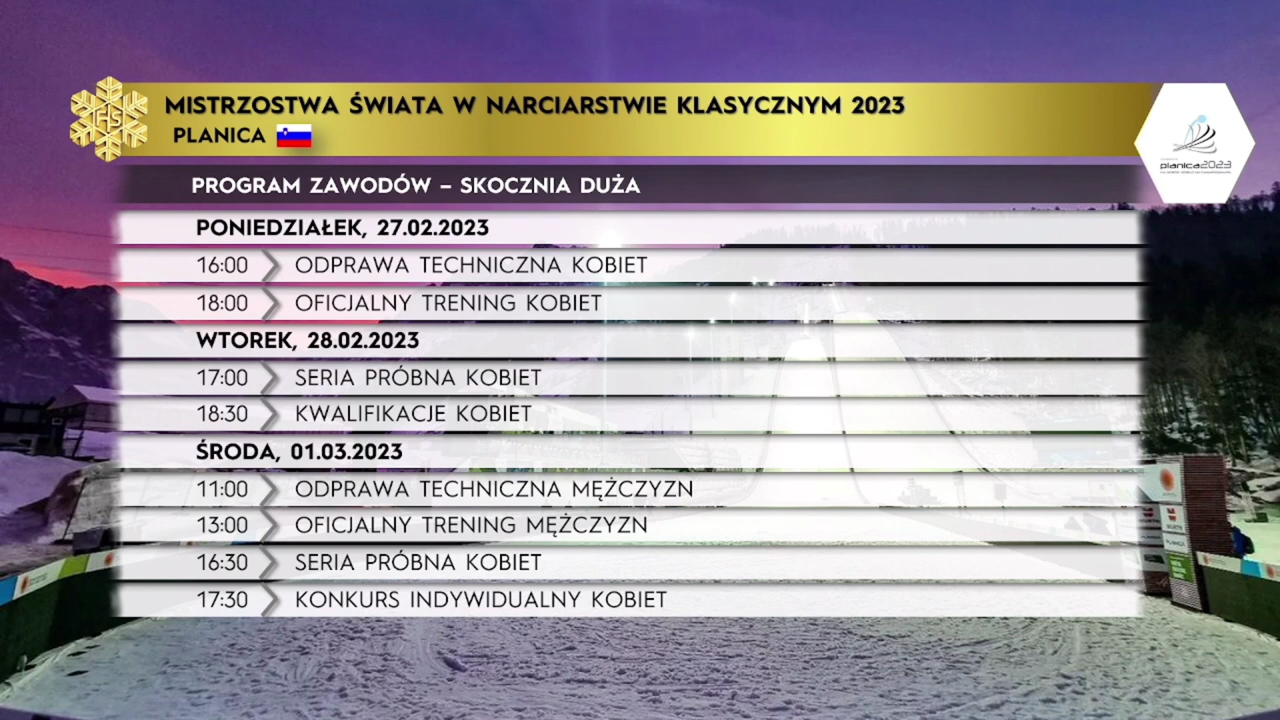 MISTRZOSTWA ŚWIATA W NARCIARSTWIE KLASYCZNYM 2023
FIS
PLANICA
planica2023
PROGRAM ZAWODÓW – SKOCZNIA DUŻA
PONIEDZIAŁEK, 27.02.2023
16:00 ODPRAWA TECHNICZNA KOBIET
18:00 OFICJALNY TRENING KOBIET
WTOREK, 28.02.2023
17:00 SERIA PRÓBNA KOBIET
18:30 KWALIFIKACJE KOBIET
ŚRODA, 01.03.2023
11:00 ODPRAWA TECHNICZNA MĘŻCZYZN
13:00 OFICJALNY TRENING MĘŻCZYZN
16:30 SERIA PRÓBNA KOBIET
17:30 KONKURS INDYWIDUALNY KOBIET